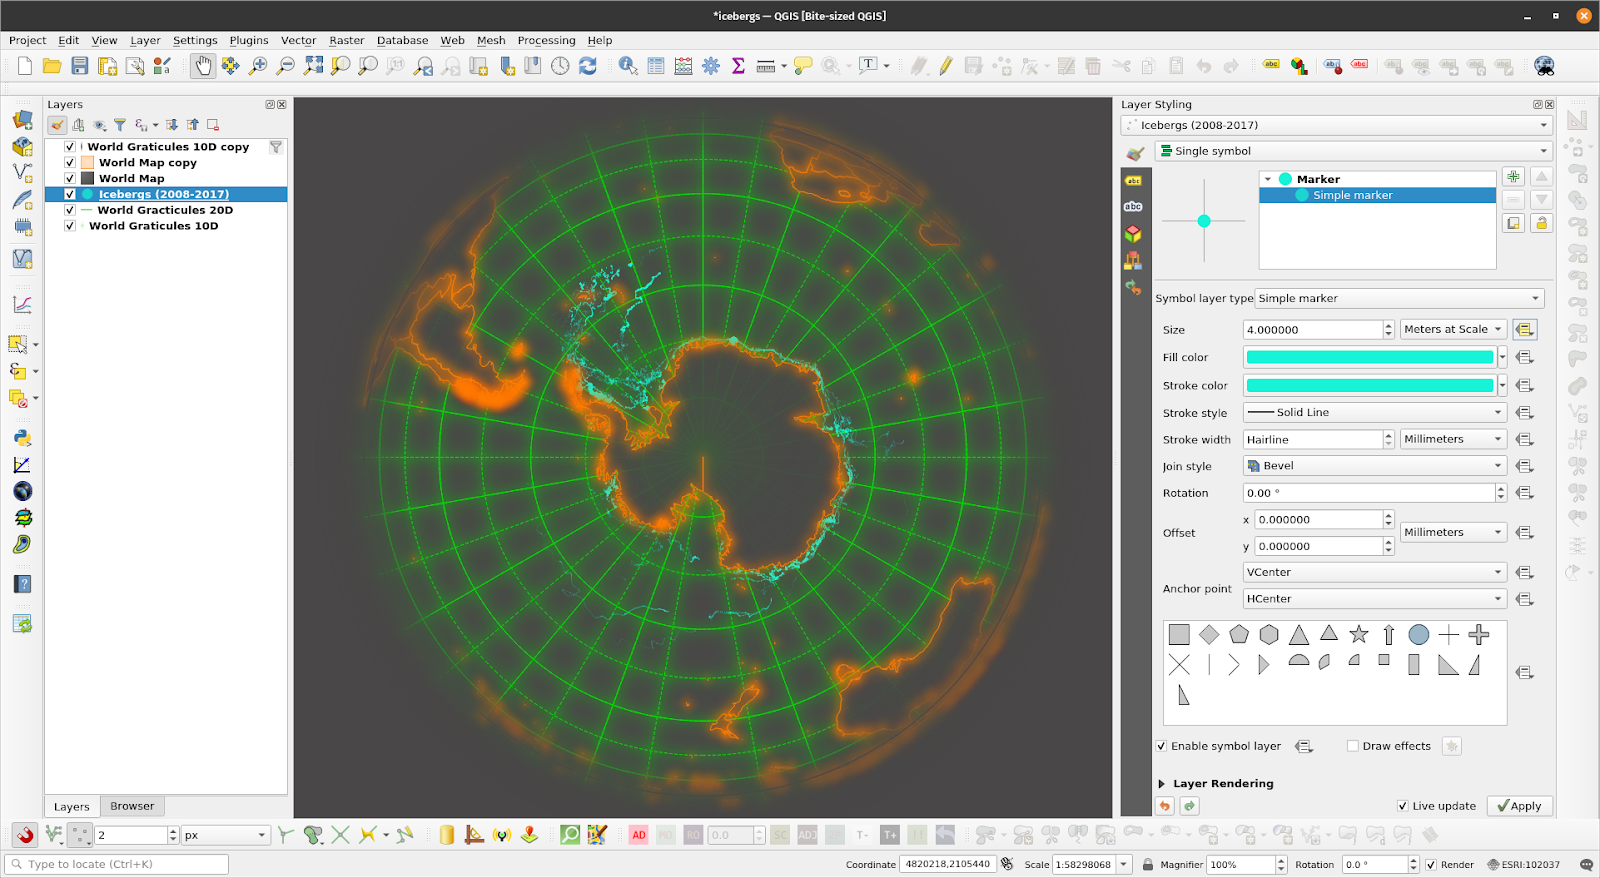 *icebergs — QGIS [Bite-sized QGIS]
Project Edit View Layer Settings Plugins Vector Raster Database Web Mesh Processing Help
Layers
World Graticules 10D copy
World Map copy
World Map
Icebergs (2008-2017)
World Gracticules 20D
World Graticules 10D
Layers Browser
Layer Styling
Icebergs (2008-2017)
Single symbol
Marker
Simple marker
Symbol layer type Simple marker
Size 4.000000 Meters at Scale
Fill color
Stroke color
Stroke style Solid Line
Stroke width Hairline Millimeters
Join style Bevel
Rotation 0.00 °
x 0.000000
Offset Millimeters
y 0.000000
VCenter
Anchor point
HCenter
Enable symbol layer Draw effects
Layer Rendering
Live update Apply
2 px AD MO RO 0.0 SC ADJ T- T+
Type to locate (Ctrl+K) Coordinate 4820218,2105440 Scale 1:58298068 Magnifier 100% Rotation 0.0 ° Render ESRI:102037